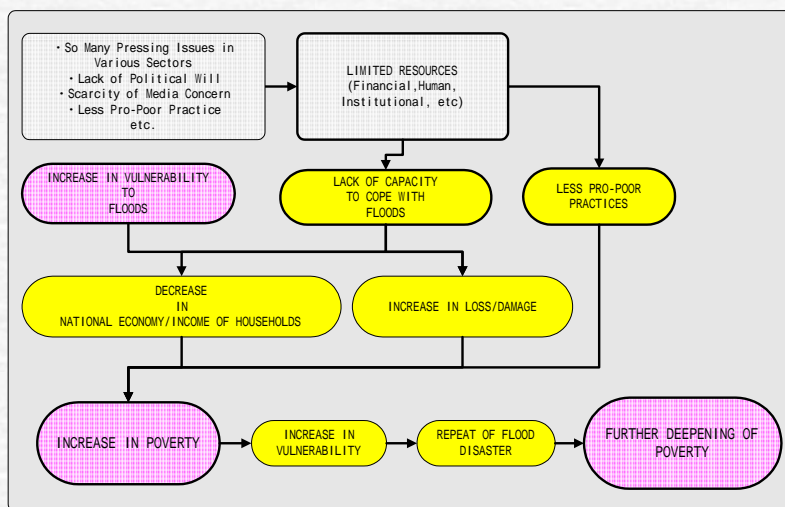 ・So Many Pressing Issues in
Various Sectors
・Lack of Political Will
・Scarcity of Media Concern
・Less Pro-Poor Practice
etc.
LIMITED RESOURCES
(Financial,Human,
Institutional, etc)
INCREASE IN VULNERABILITY
TO
FLOODS
LACK OF CAPACITY
TO COPE WITH
FLOODS
LESS PRO-POOR
PRACTICES
DECREASE
IN
NATIONAL ECONOMY/INCOME OF HOUSEHOLDS
INCREASE IN LOSS/DAMAGE
INCREASE IN POVERTY
INCREASE IN
VULNERABILITY
REPEAT OF FLOOD
DISASTER
FURTHER DEEPENING OF
POVERTY